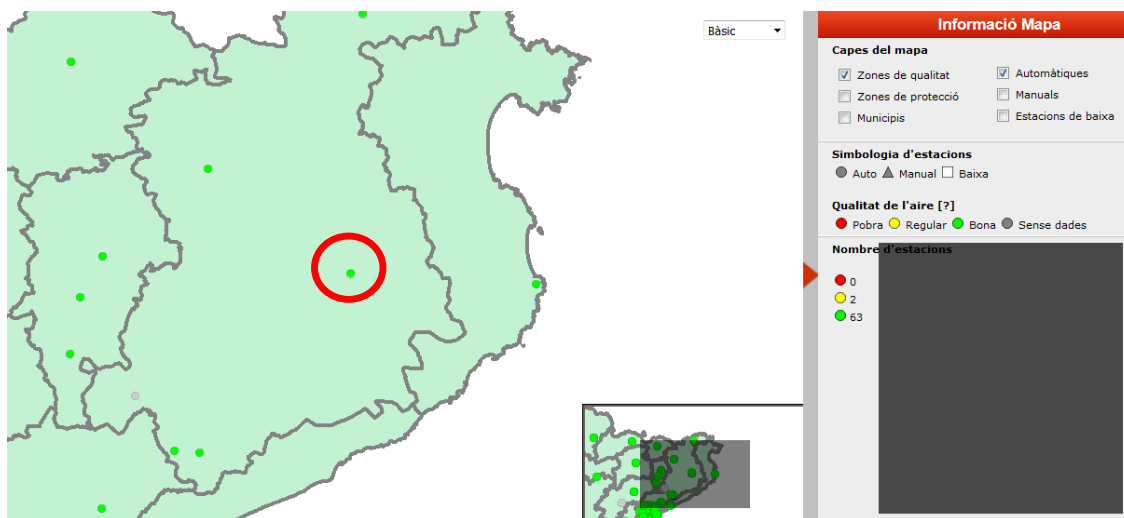 Bàsic
Informació Mapa
Capes del mapa
Zones de qualitat
Automàtiques
Zones de protecció
Manuals
Municipis
Estacions de baixa
Simbologia d'estacions
Auto Manual Baixa
Qualitat de l'aire [?]
Pobra Regular Bona Sense dades
Nombre d'estacions
0
2
63